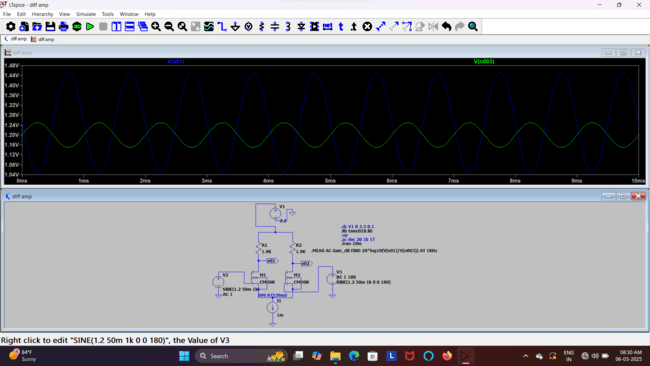 LTspice - diff amp
File Edit Hierarchy View Simulate Tools Window Help
diff amp diff amp
diff amp
V(vo1) V(n003)
1.48V
1.44V
1.40V
1.36V
1.32V
1.28V
1.24V
1.20V
1.16V
1.12V
1.08V
1.04V
0ms 1ms 2ms 3ms 4ms 5ms 6ms 7ms 8ms 9ms 10ms
diff amp
V1
2.2
.dc V1 0 2.2 0.1
.lib tsmc018.lib
.op
.ac dec 20 1k 1T
.tran 10m
R1
1.9K
R2
1.9K
.MEAS AC Gain_dB FIND 20*log10(V(vo1)/V(n003)) AT 1KHz
vo1
vo2
V2
SINE(1.2 50m 1k
AC 1
M1
CMOSN
M2
CMOSN
V3
AC 1 180
SINE(1.2 50m 1k 0 0 180)
I1
1m
Right click to edit "SINE(1.2 50m 1k 0 0 180)", the Value of V3
84°F
Sunny
Search
ENG
IN
08:30 AM
06-03-2025